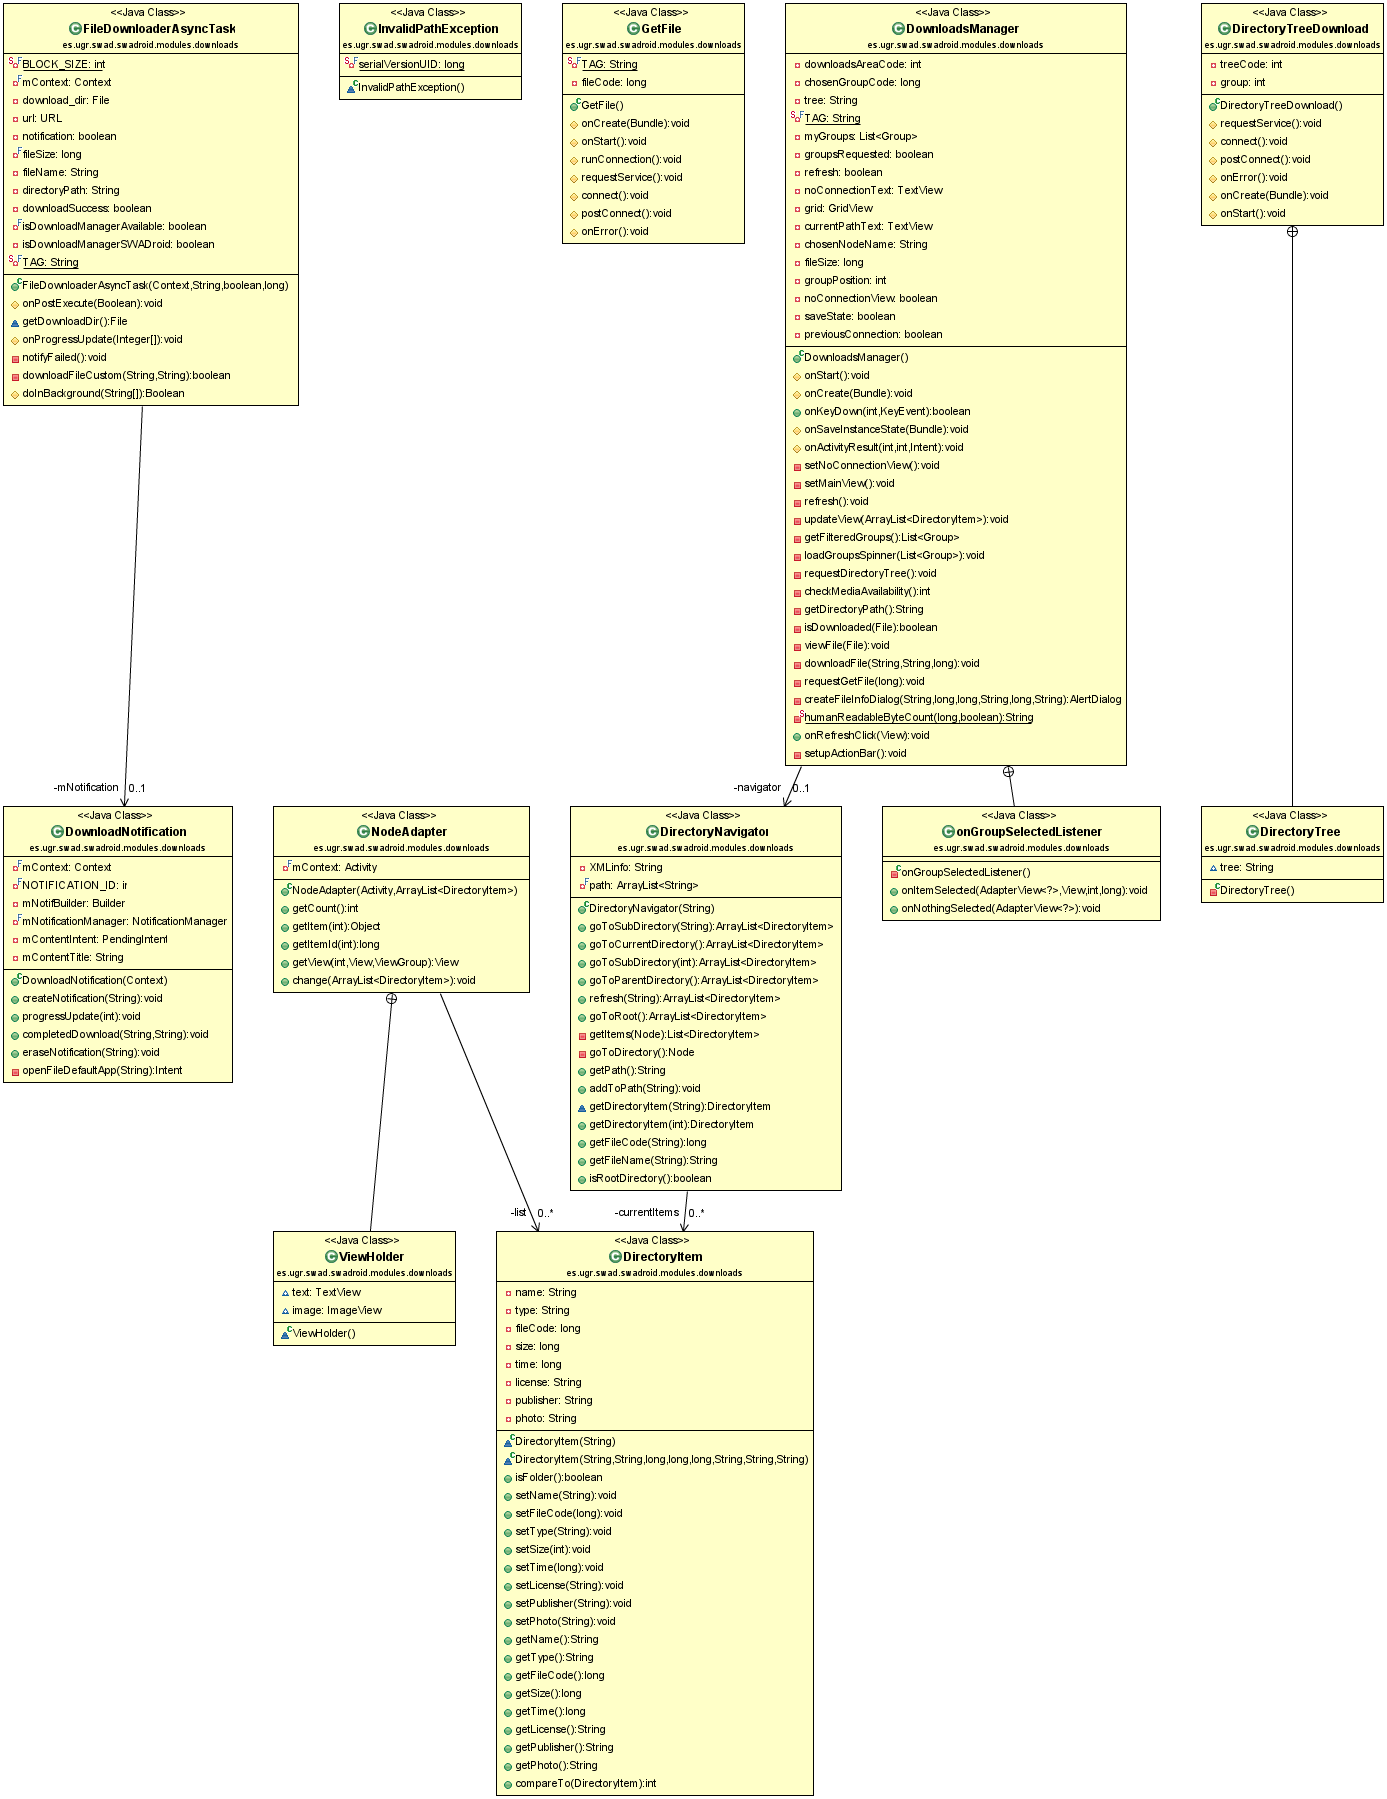 <<Java Class>>
FileDownloaderAsyncTask
es.ugr.swad.swadroid.modules.downloads
BLOCK_SIZE: int
mContext: Context
download_dir: File
url: URL
notification: boolean
fileSize: long
fileName: String
directoryPath: String
downloadSuccess: boolean
isDownloadManagerAvailable: boolean
isDownloadManagerSWADroid: boolean
TAG: String
FileDownloaderAsyncTask(Context,String,boolean,long)
onPostExecute(Boolean):void
getDownloadDir():File
onProgressUpdate(Integer[]):void
notifyFailed():void
downloadFileCustom(String,String):boolean
doInBackground(String[]):Boolean
<<Java Class>>
InvalidPathException
es.ugr.swad.swadroid.modules.downloads
serialVersionUID: long
InvalidPathException()
<<Java Class>>
GetFile
es.ugr.swad.swadroid.modules.downloads
TAG: String
fileCode: long
GetFile()
onCreate(Bundle):void
onStart():void
runConnection():void
requestService():void
connect():void
postConnect():void
onError():void
<<Java Class>>
DownloadsManager
es.ugr.swad.swadroid.modules.downloads
downloadsAreaCode: int
chosenGroupCode: long
tree: String
TAG: String
myGroups: List<Group>
groupsRequested: boolean
refresh: boolean
noConnectionText: TextView
grid: GridView
currentPathText: TextView
chosenNodeName: String
fileSize: long
groupPosition: int
noConnectionView: boolean
saveState: boolean
previousConnection: boolean
DownloadsManager()
onStart():void
onCreate(Bundle):void
onKeyDown(int,KeyEvent):boolean
onSaveInstanceState(Bundle):void
onActivityResult(int,int,Intent):void
setNoConnectionView():void
setMainView():void
refresh():void
updateView(ArrayList<DirectoryItem>):void
getFilteredGroups():List<Group>
loadGroupsSpinner(List<Group>):void
requestDirectoryTree():void
checkMediaAvailability():int
getDirectoryPath():String
isDownloaded(File):boolean
viewFile(File):void
downloadFile(String,String,long):void
requestGetFile(long):void
createFileInfoDialog(String,long,long,String,long,String):AlertDialog
humanReadableByteCount(long,boolean):String
onRefreshClick(View):void
setupActionBar():void
<<Java Class>>
DirectoryTreeDownload
es.ugr.swad.swadroid.modules.downloads
treeCode: int
group: int
DirectoryTreeDownload()
requestService():void
connect():void
postConnect():void
onError():void
onCreate(Bundle):void
onStart():void
-mNotification 0..1
-navigator 0..1
<<Java Class>>
DownloadNotification
es.ugr.swad.swadroid.modules.downloads
mContext: Context
NOTIFICATION_ID: ir
mNotifBuilder: Builder
mNotificationManager: NotificationManager
mContentIntent: PendingIntent
mContentTitle: String
DownloadNotification(Context)
createNotification(String):void
progressUpdate(int):void
completedDownload(String,String):void
eraseNotification(String):void
openFileDefaultApp(String):Intent
<<Java Class>>
NodeAdapter
es.ugr.swad.swadroid.modules.downloads
mContext: Activity
NodeAdapter(Activity,ArrayList<DirectoryItem>)
getCount():int
getItem(int):Object
getItemId(int):long
getView(int,View,ViewGroup):View
change(ArrayList<DirectoryItem>):void
<<Java Class>>
DirectoryNavigator
es.ugr.swad.swadroid.modules.downloads
XMLinfo: String
path: ArrayList<String>
DirectoryNavigator(String)
goToSubDirectory(String):ArrayList<DirectoryItem>
goToCurrentDirectory():ArrayList<DirectoryItem>
goToSubDirectory(int):ArrayList<DirectoryItem>
goToParentDirectory():ArrayList<DirectoryItem>
refresh(String):ArrayList<DirectoryItem>
goToRoot():ArrayList<DirectoryItem>
getItems(Node):List<DirectoryItem>
goToDirectory():Node
getPath():String
addToPath(String):void
getDirectoryItem(String):DirectoryItem
getDirectoryItem(int):DirectoryItem
getFileCode(String):long
getFileName(String):String
isRootDirectory():boolean
<<Java Class>>
onGroupSelectedListener
es.ugr.swad.swadroid.modules.downloads
onGroupSelectedListener()
onItemSelected(AdapterView<?>,View,int,long):void
onNothingSelected(AdapterView<?>):void
<<Java Class>>
DirectoryTree
es.ugr.swad.swadroid.modules.downloads
tree: String
DirectoryTree()
-list 0..*
-currentItems 0..*
<<Java Class>>
ViewHolder
es.ugr.swad.swadroid.modules.downloads
text: TextView
image: ImageView
ViewHolder()
<<Java Class>>
DirectoryItem
es.ugr.swad.swadroid.modules.downloads
name: String
type: String
fileCode: long
size: long
time: long
license: String
publisher: String
photo: String
DirectoryItem(String)
DirectoryItem(String,String,long,long,long,String,String,String)
isFolder():boolean
setName(String):void
setFileCode(long):void
setType(String):void
setSize(int):void
setTime(long):void
setLicense(String):void
setPublisher(String):void
setPhoto(String):void
getName():String
getType():String
getFileCode():long
getSize():long
getTime():long
getLicense():String
getPublisher():String
getPhoto():String
compareTo(DirectoryItem):int